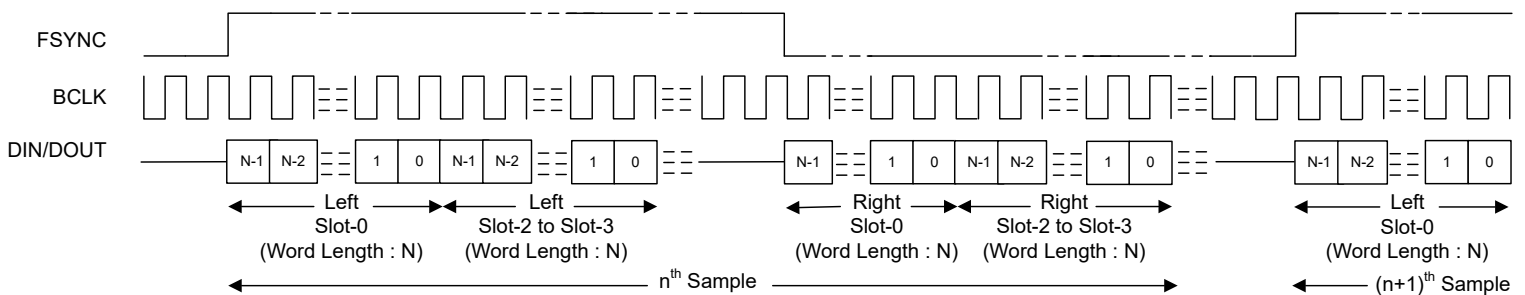 FSYNC
BCLK
DIN/DOUT
N-1 N-2 1 0 N-1 N-2 1 0 N-1 1 0 N-1 N-2 1 0 N-1 N-2 1 0
Left Left Right Right Left
Slot-0 Slot-2 to Slot-3 Slot-0 Slot-2 to Slot-3 Slot-0
(Word Length : N) (Word Length : N) (Word Length : N) (Word Length : N) (Word Length : N)
nth Sample (n+1)th Sample